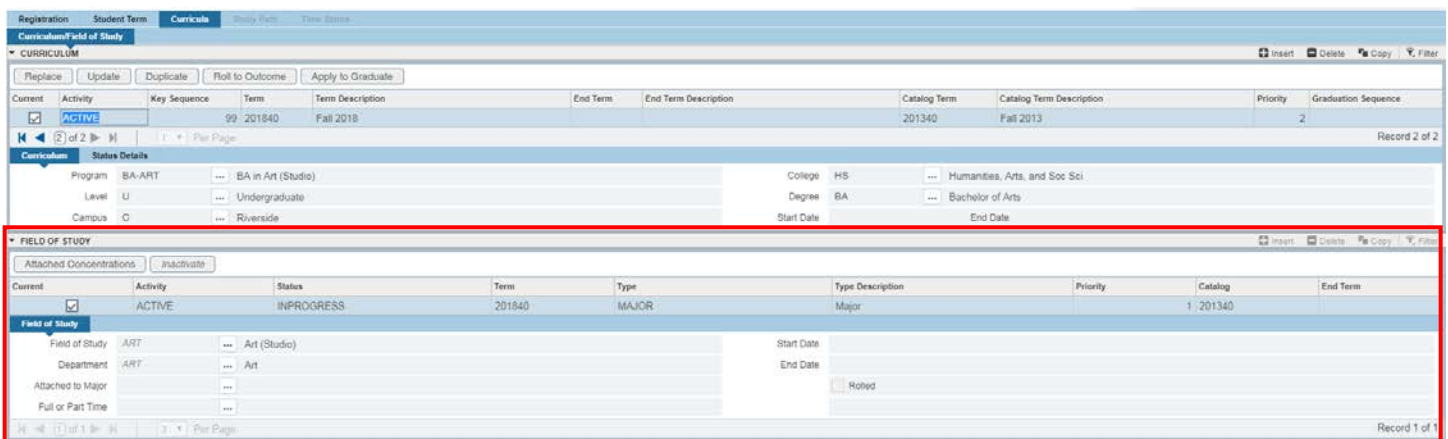 Registration Student Term Curricula Study Path Time Status
Curriculum/Field of Study
CURRICULUM Insert Delete Copy Filter
Replace Update Duplicate Roll to Outcome Apply to Graduate
Current Activity Key Sequence Term Term Description End Term End Term Description Catalog Term Catalog Term Description Priority Graduation Sequence
ACTIVE 99 201840 Fall 2018 201340 Fall 2013 2
2 of 2 1 Per Page Record 2 of 2
Curriculum Status Details
Program BA-ART ... BA in Art (Studio) College HS ... Humanities, Arts, and Soc Sci
Level U ... Undergraduate Degree BA ... Bachelor of Arts
Campus C ... Riverside Start Date End Date
FIELD OF STUDY Insert Delete Copy Filter
Attached Concentrations Inactivate
Current Activity Status Term Type Type Description Priority Catalog End Term
ACTIVE INPROGRESS 201840 MAJOR Major 1 201340
Field of Study
Field of Study ART ... Art (Studio) Start Date
Department ART ... Art End Date
Attached to Major ... Rolled
Full or Part Time ...
1 of 1 3 Per Page Record 1 of 1